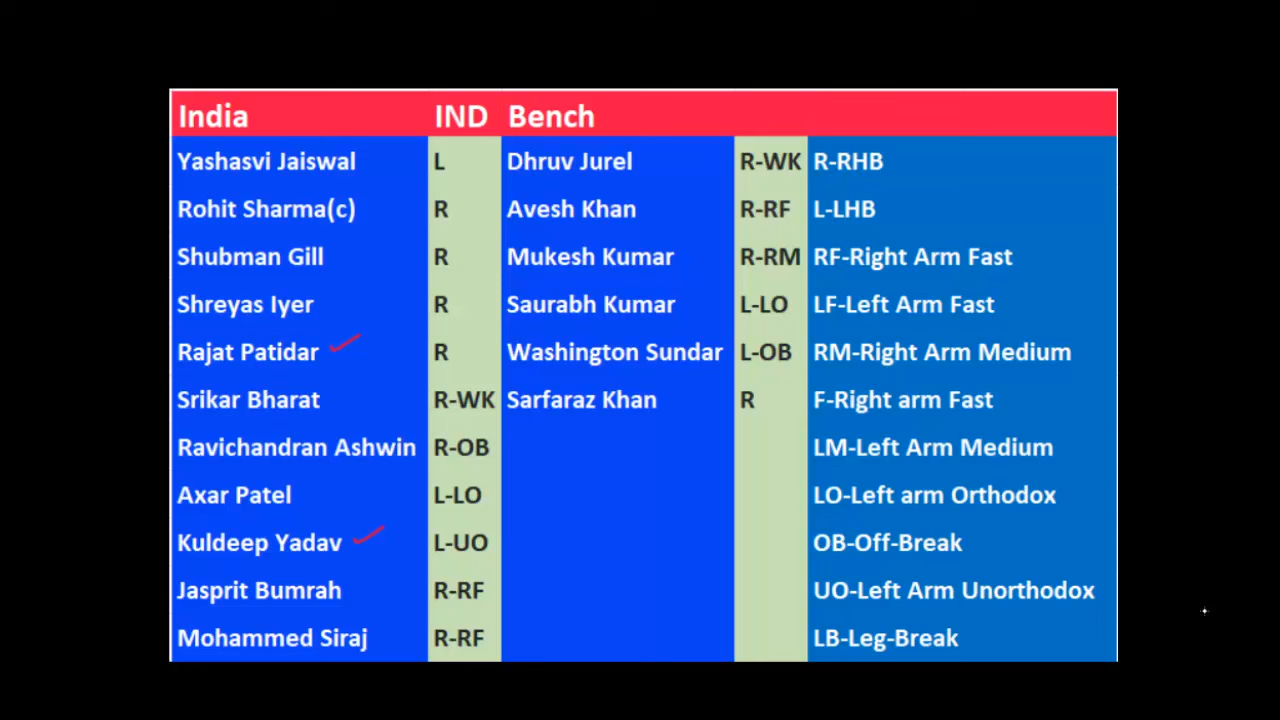 India IND Bench
Yashasvi Jaiswal L Dhruv Jurel R-WK R-RHB
Rohit Sharma(c) R Avesh Khan R-RF L-LHB
Shubman Gill R Mukesh Kumar R-RM RF-Right Arm Fast
Shreyas Iyer R Saurabh Kumar L-LO LF-Left Arm Fast
Rajat Patidar R Washington Sundar L-OB RM-Right Arm Medium
Srikar Bharat R-WK Sarfaraz Khan R F-Right arm Fast
Ravichandran Ashwin R-OB LM-Left Arm Medium
Axar Patel L-LO LO-Left arm Orthodox
Kuldeep Yadav L-UO OB-Off-Break
Jasprit Bumrah R-RF UO-Left Arm Unorthodox
Mohammed Siraj R-RF LB-Leg-Break